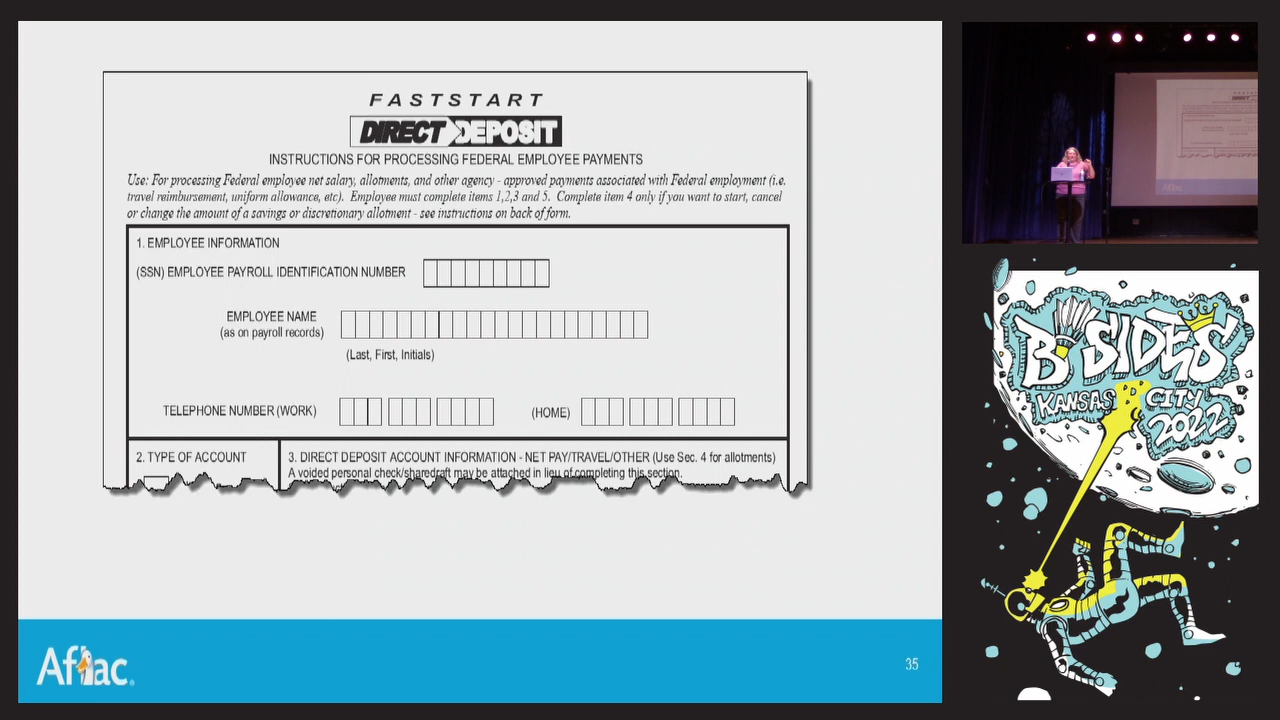 FASTSTART
DIRECT DEPOSIT
INSTRUCTIONS FOR PROCESSING FEDERAL EMPLOYEE PAYMENTS
Use: For processing Federal employee net salary, allotments, and other agency - approved payments associated with Federal employment (i.e.
travel reimbursement, uniform allowance, etc). Employee must complete items 1,2,3 and 5. Complete item 4 only if you want to start, cancel
or change the amount of a savings or discretionary allotment - see instructions on back of form.
1. EMPLOYEE INFORMATION
(SSN) EMPLOYEE PAYROLL IDENTIFICATION NUMBER
EMPLOYEE NAME
(as on payroll records)
(Last, First, Initials)
TELEPHONE NUMBER (WORK)
(HOME)
2. TYPE OF ACCOUNT
3. DIRECT DEPOSIT ACCOUNT INFORMATION - NET PAY/TRAVEL/OTHER (Use Sec. 4 for allotments)
A voided personal check/sharedraft may be attached in lieu of completing this section.
Aflac.
35
BSIDES
KANSAS CITY
2022